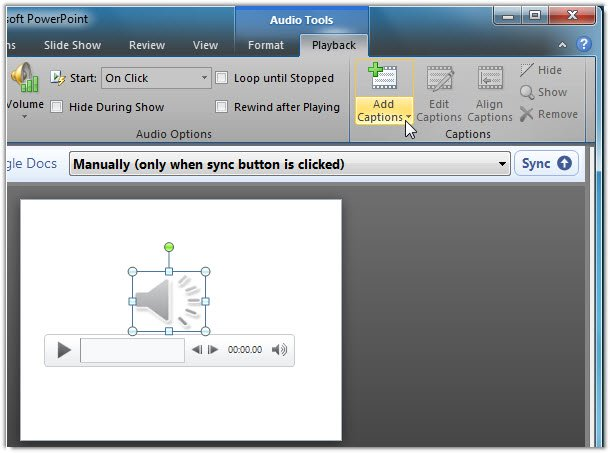 soft PowerPoint
Audio Tools
ns Slide Show Review View Format Playback
Volume
Start: On Click
Hide During Show
Loop until Stopped
Rewind after Playing
Audio Options
Add
Captions
Edit
Captions
Align
Captions
Hide
Show
Remove
Captions
gle Docs
Manually (only when sync button is clicked)
Sync
00:00.00